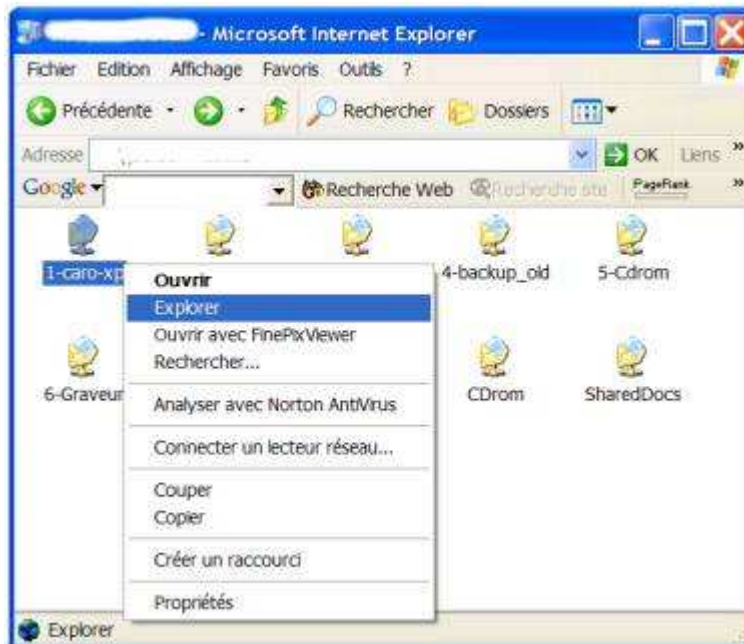 - Microsoft Internet Explorer
Fichier Edition Affichage Favoris Outils ?
Précédente Rechercher Dossiers
Adresse OK Liens »
Google Recherche Web Recherche site PageRank »
1-caro-xp 4-backup_old 5-Cdrom
Ouvrir
Explorer
Ouvrir avec FinePixViewer
Rechercher...
6-Graveur CDrom SharedDocs
Analyser avec Norton AntiVirus
Connecter un lecteur réseau...
Couper
Copier
Créer un raccourci
Propriétés
Explorer